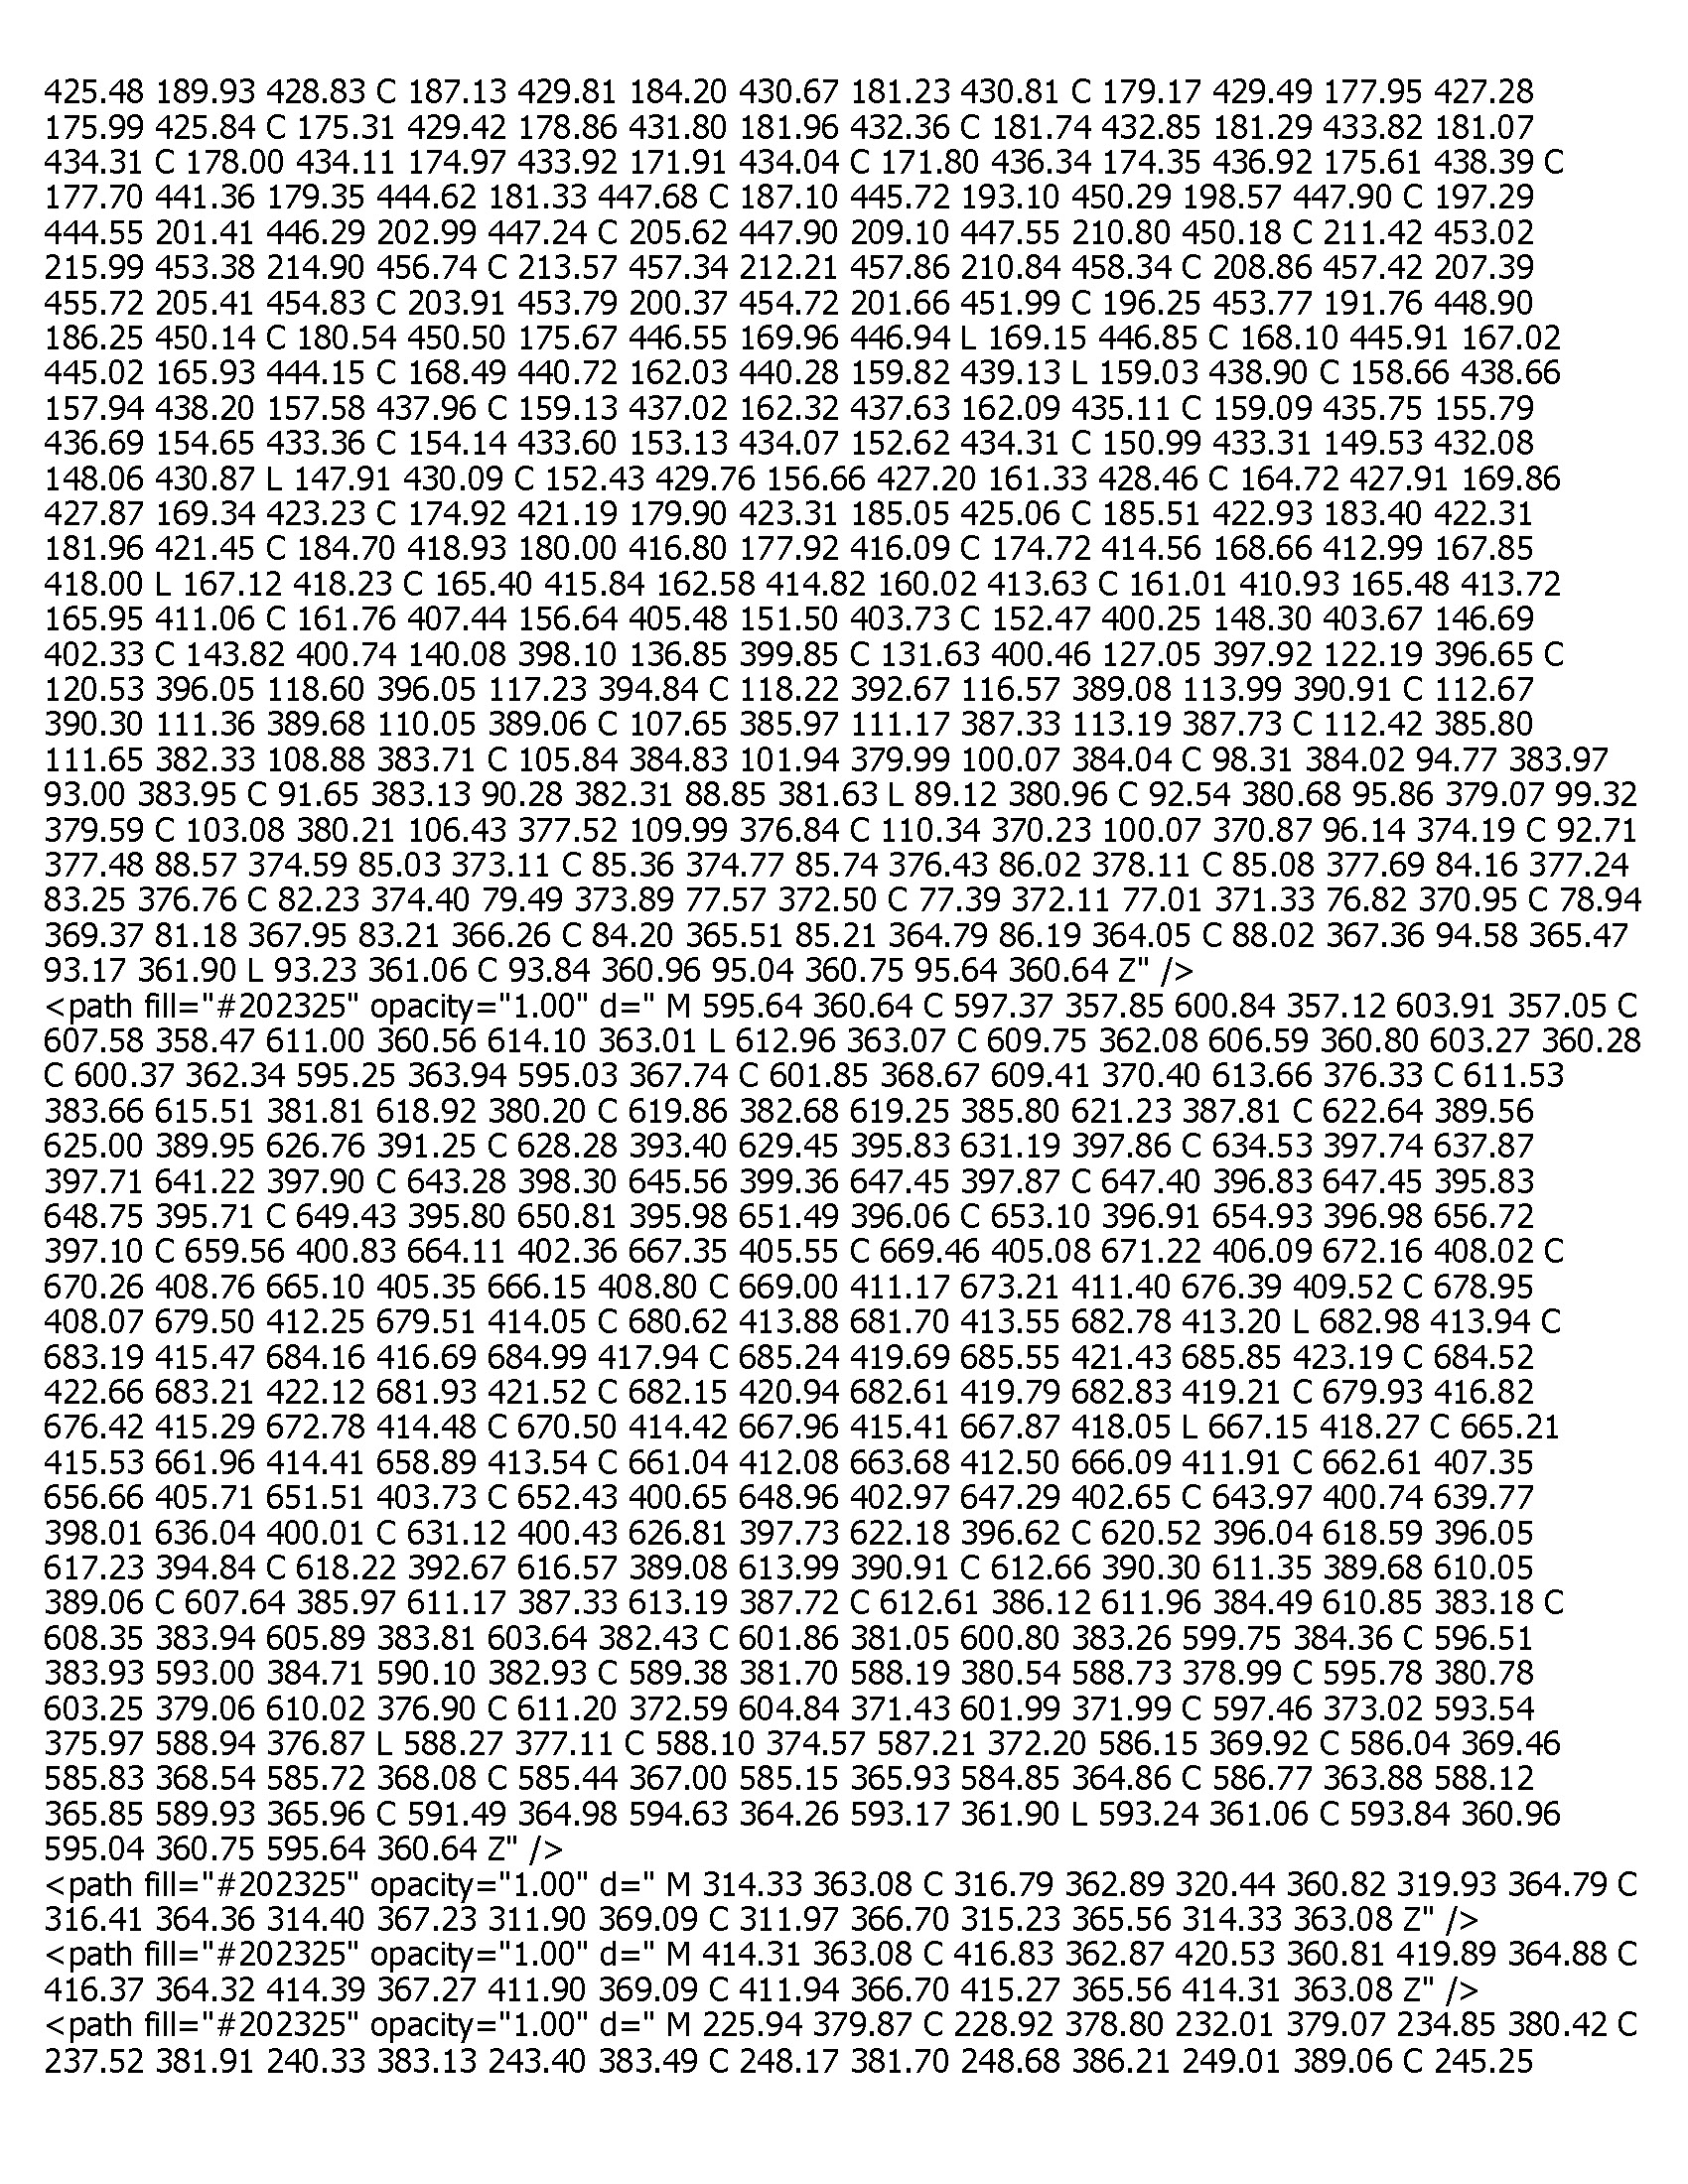 425.48 189.93 428.83 C 187.13 429.81 184.20 430.67 181.23 430.81 C 179.17 429.49 177.95 427.28
175.99 425.84 C 175.31 429.42 178.86 431.80 181.96 432.36 C 181.74 432.85 181.29 433.82 181.07
434.31 C 178.00 434.11 174.97 433.92 171.91 434.04 C 171.80 436.34 174.35 436.92 175.61 438.39 C
177.70 441.36 179.35 444.62 181.33 447.68 C 187.10 445.72 193.10 450.29 198.57 447.90 C 197.29
444.55 201.41 446.29 202.99 447.24 C 205.62 447.90 209.10 447.55 210.80 450.18 C 211.42 453.02
215.99 453.38 214.90 456.74 C 213.57 457.34 212.21 457.86 210.84 458.34 C 208.86 457.42 207.39
455.72 205.41 454.83 C 203.91 453.79 200.37 454.72 201.66 451.99 C 196.25 453.77 191.76 448.90
186.25 450.14 C 180.54 450.50 175.67 446.55 169.96 446.94 L 169.15 446.85 C 168.10 445.91 167.02
445.02 165.93 444.15 C 168.49 440.72 162.03 440.28 159.82 439.13 L 159.03 438.90 C 158.66 438.66
157.94 438.20 157.58 437.96 C 159.13 437.02 162.32 437.63 162.09 435.11 C 159.09 435.75 155.79
436.69 154.65 433.36 C 154.14 433.60 153.13 434.07 152.62 434.31 C 150.99 433.31 149.53 432.08
148.06 430.87 L 147.91 430.09 C 152.43 429.76 156.66 427.20 161.33 428.46 C 164.72 427.91 169.86
427.87 169.34 423.23 C 174.92 421.19 179.90 423.31 185.05 425.06 C 185.51 422.93 183.40 422.31
181.96 421.45 C 184.70 418.93 180.00 416.80 177.92 416.09 C 174.72 414.56 168.66 412.99 167.85
418.00 L 167.12 418.23 C 165.40 415.84 162.58 414.82 160.02 413.63 C 161.01 410.93 165.48 413.72
165.95 411.06 C 161.76 407.44 156.64 405.48 151.50 403.73 C 152.47 400.25 148.30 403.67 146.69
402.33 C 143.82 400.74 140.08 398.10 136.85 399.85 C 131.63 400.46 127.05 397.92 122.19 396.65 C
120.53 396.05 118.60 396.05 117.23 394.84 C 118.22 392.67 116.57 389.08 113.99 390.91 C 112.67
390.30 111.36 389.68 110.05 389.06 C 107.65 385.97 111.17 387.33 113.19 387.73 C 112.42 385.80
111.65 382.33 108.88 383.71 C 105.84 384.83 101.94 379.99 100.07 384.04 C 98.31 384.02 94.77 383.97
93.00 383.95 C 91.65 383.13 90.28 382.31 88.85 381.63 L 89.12 380.96 C 92.54 380.68 95.86 379.07 99.32
379.59 C 103.08 380.21 106.43 377.52 109.99 376.84 C 110.34 370.23 100.07 370.87 96.14 374.19 C 92.71
377.48 88.57 374.59 85.03 373.11 C 85.36 374.77 85.74 376.43 86.02 378.11 C 85.08 377.69 84.16 377.24
83.25 376.76 C 82.23 374.40 79.49 373.89 77.57 372.50 C 77.39 372.11 77.01 371.33 76.82 370.95 C 78.94
369.37 81.18 367.95 83.21 366.26 C 84.20 365.51 85.21 364.79 86.19 364.05 C 88.02 367.36 94.58 365.47
93.17 361.90 L 93.23 361.06 C 93.84 360.96 95.04 360.75 95.64 360.64 Z" />
<path fill="#202325" opacity="1.00" d=" M 595.64 360.64 C 597.37 357.85 600.84 357.12 603.91 357.05 C
607.58 358.47 611.00 360.56 614.10 363.01 L 612.96 363.07 C 609.75 362.08 606.59 360.80 603.27 360.28
C 600.37 362.34 595.25 363.94 595.03 367.74 C 601.85 368.67 609.41 370.40 613.66 376.33 C 611.53
383.66 615.51 381.81 618.92 380.20 C 619.86 382.68 619.25 385.80 621.23 387.81 C 622.64 389.56
625.00 389.95 626.76 391.25 C 628.28 393.40 629.45 395.83 631.19 397.86 C 634.53 397.74 637.87
397.71 641.22 397.90 C 643.28 398.30 645.56 399.36 647.45 397.87 C 647.40 396.83 647.45 395.83
648.75 395.71 C 649.43 395.80 650.81 395.98 651.49 396.06 C 653.10 396.91 654.93 396.98 656.72
397.10 C 659.56 400.83 664.11 402.36 667.35 405.55 C 669.46 405.08 671.22 406.09 672.16 408.02 C
670.26 408.76 665.10 405.35 666.15 408.80 C 669.00 411.17 673.21 411.40 676.39 409.52 C 678.95
408.07 679.50 412.25 679.51 414.05 C 680.62 413.88 681.70 413.55 682.78 413.20 L 682.98 413.94 C
683.19 415.47 684.16 416.69 684.99 417.94 C 685.24 419.69 685.55 421.43 685.85 423.19 C 684.52
422.66 683.21 422.12 681.93 421.52 C 682.15 420.94 682.61 419.79 682.83 419.21 C 679.93 416.82
676.42 415.29 672.78 414.48 C 670.50 414.42 667.96 415.41 667.87 418.05 L 667.15 418.27 C 665.21
415.53 661.96 414.41 658.89 413.54 C 661.04 412.08 663.68 412.50 666.09 411.91 C 662.61 407.35
656.66 405.71 651.51 403.73 C 652.43 400.65 648.96 402.97 647.29 402.65 C 643.97 400.74 639.77
398.01 636.04 400.01 C 631.12 400.43 626.81 397.73 622.18 396.62 C 620.52 396.04 618.59 396.05
617.23 394.84 C 618.22 392.67 616.57 389.08 613.99 390.91 C 612.66 390.30 611.35 389.68 610.05
389.06 C 607.64 385.97 611.17 387.33 613.19 387.72 C 612.61 386.12 611.96 384.49 610.85 383.18 C
608.35 383.94 605.89 383.81 603.64 382.43 C 601.86 381.05 600.80 383.26 599.75 384.36 C 596.51
383.93 593.00 384.71 590.10 382.93 C 589.38 381.70 588.19 380.54 588.73 378.99 C 595.78 380.78
603.25 379.06 610.02 376.90 C 611.20 372.59 604.84 371.43 601.99 371.99 C 597.46 373.02 593.54
375.97 588.94 376.87 L 588.27 377.11 C 588.10 374.57 587.21 372.20 586.15 369.92 C 586.04 369.46
585.83 368.54 585.72 368.08 C 585.44 367.00 585.15 365.93 584.85 364.86 C 586.77 363.88 588.12
365.85 589.93 365.96 C 591.49 364.98 594.63 364.26 593.17 361.90 L 593.24 361.06 C 593.84 360.96
595.04 360.75 595.64 360.64 Z" />
<path fill="#202325" opacity="1.00" d=" M 314.33 363.08 C 316.79 362.89 320.44 360.82 319.93 364.79 C
316.41 364.36 314.40 367.23 311.90 369.09 C 311.97 366.70 315.23 365.56 314.33 363.08 Z" />
<path fill="#202325" opacity="1.00" d=" M 414.31 363.08 C 416.83 362.87 420.53 360.81 419.89 364.88 C
416.37 364.32 414.39 367.27 411.90 369.09 C 411.94 366.70 415.27 365.56 414.31 363.08 Z" />
<path fill="#202325" opacity="1.00" d=" M 225.94 379.87 C 228.92 378.80 232.01 379.07 234.85 380.42 C
237.52 381.91 240.33 383.13 243.40 383.49 C 248.17 381.70 248.68 386.21 249.01 389.06 C 245.25